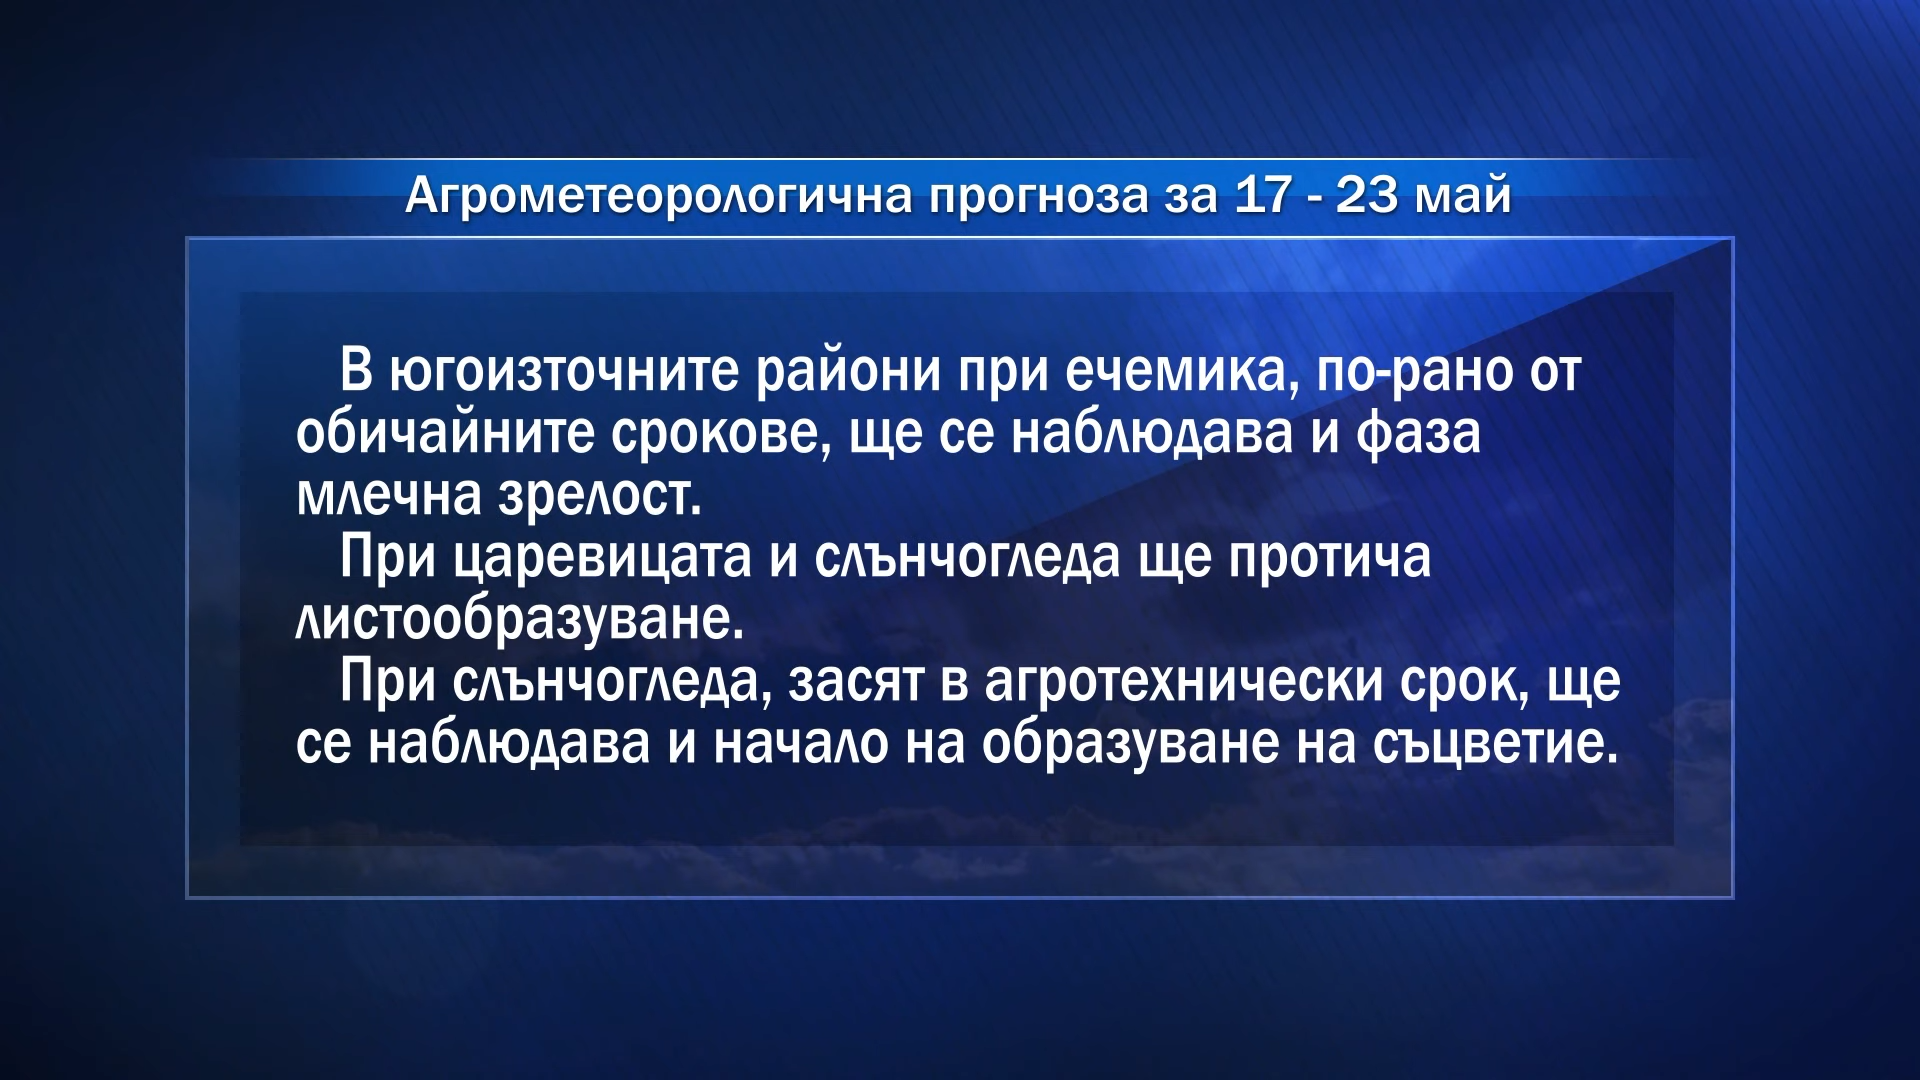 Агрометеорологична прогноза за 17 - 23 май
В югоизточните райони при ечемика, по-рано от
обичайните срокове, ще се наблюдава и фаза
млечна зрелост.
При царевицата и слънчогледа ще протича
листообразуване.
При слънчогледа, засят в агротехнически срок, ще
се наблюдава и начало на образуване на съцветие.